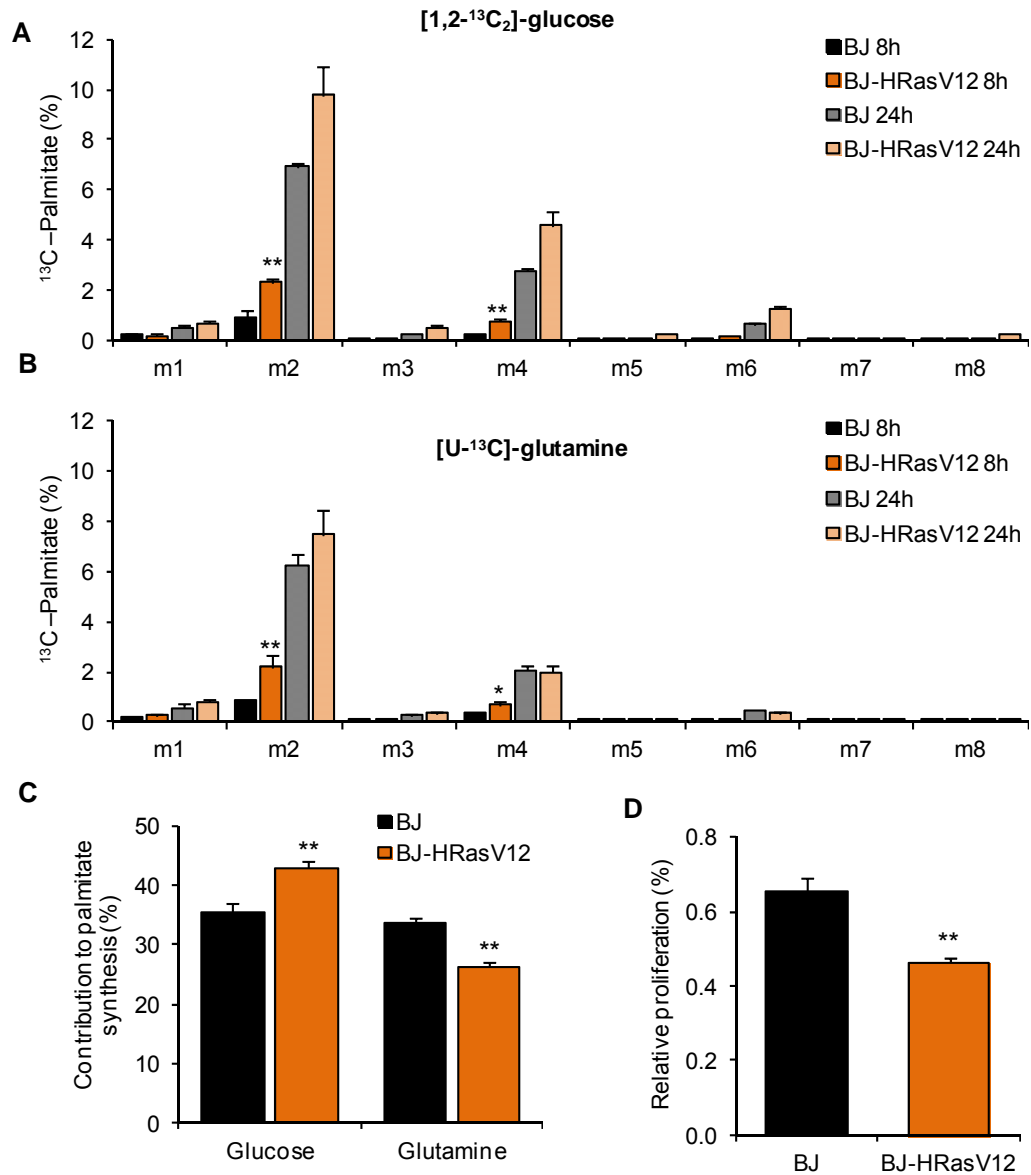 A
[1,2-¹³C₂]-glucose
¹³C–Palmitate (%)
12
10
8
6
4
2
0
**
**
BJ 8h
BJ-HRasV12 8h
BJ 24h
BJ-HRasV12 24h
m1 m2 m3 m4 m5 m6 m7 m8
B
[U-¹³C]-glutamine
¹³C–Palmitate (%)
12
10
8
6
4
2
0
**
*
BJ 8h
BJ-HRasV12 8h
BJ 24h
BJ-HRasV12 24h
m1 m2 m3 m4 m5 m6 m7 m8
C
Contribution to palmitate
synthesis (%)
50
40
30
20
10
0
**
**
BJ
BJ-HRasV12
Glucose Glutamine
D
Relative proliferation (%)
0.8
0.6
0.4
0.2
0.0
**
BJ BJ-HRasV12